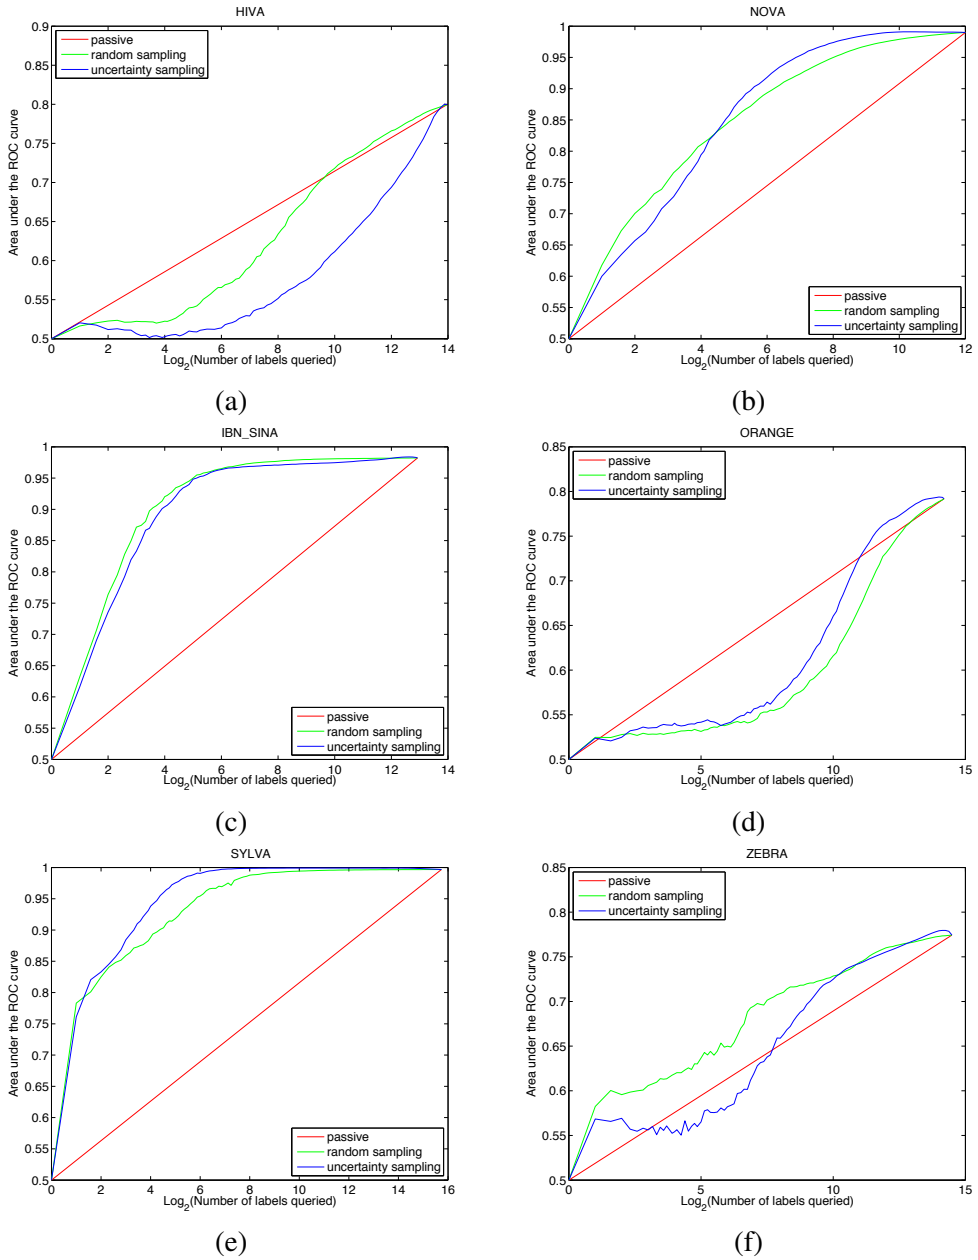 HIVA
0.9
0.8
0.7
0.65
0.6
0.55
0.5
0 2 4 6 8 10 12 14
Area under the ROC curve
Log2(Number of labels queried)
passive
random sampling
uncertainty sampling
(a)
NOVA
1
0.95
0.9
0.85
0.8
0.75
0.7
0.65
0.6
0.55
0.5
0 2 4 6 8 10 12
Area under the ROC curve
Log2(Number of labels queried)
passive
random sampling
uncertainty sampling
(b)
IBN_SINA
1
0.95
0.9
0.85
0.8
0.75
0.7
0.65
0.6
0.55
0.5
0 2 4 6 8 10 12 14
Area under the ROC curve
Log2(Number of labels queried)
passive
random sampling
uncertainty sampling
(c)
ORANGE
0.85
0.8
0.75
0.7
0.65
0.6
0.55
0.5
0 5 10 15
Area under the ROC curve
Log2(Number of labels queried)
passive
random sampling
uncertainty sampling
(d)
SYLVA
1
0.95
0.9
0.85
0.8
0.75
0.7
0.65
0.6
0.55
0.5
0 2 4 6 8 10 12 14 16
Area under the ROC curve
Log2(Number of labels queried)
passive
random sampling
uncertainty sampling
(e)
ZEBRA
0.85
0.8
0.75
0.7
0.65
0.6
0.55
0.5
0 5 10 15
Area under the ROC curve
Log2(Number of labels queried)
passive
random sampling
uncertainty sampling
(f)